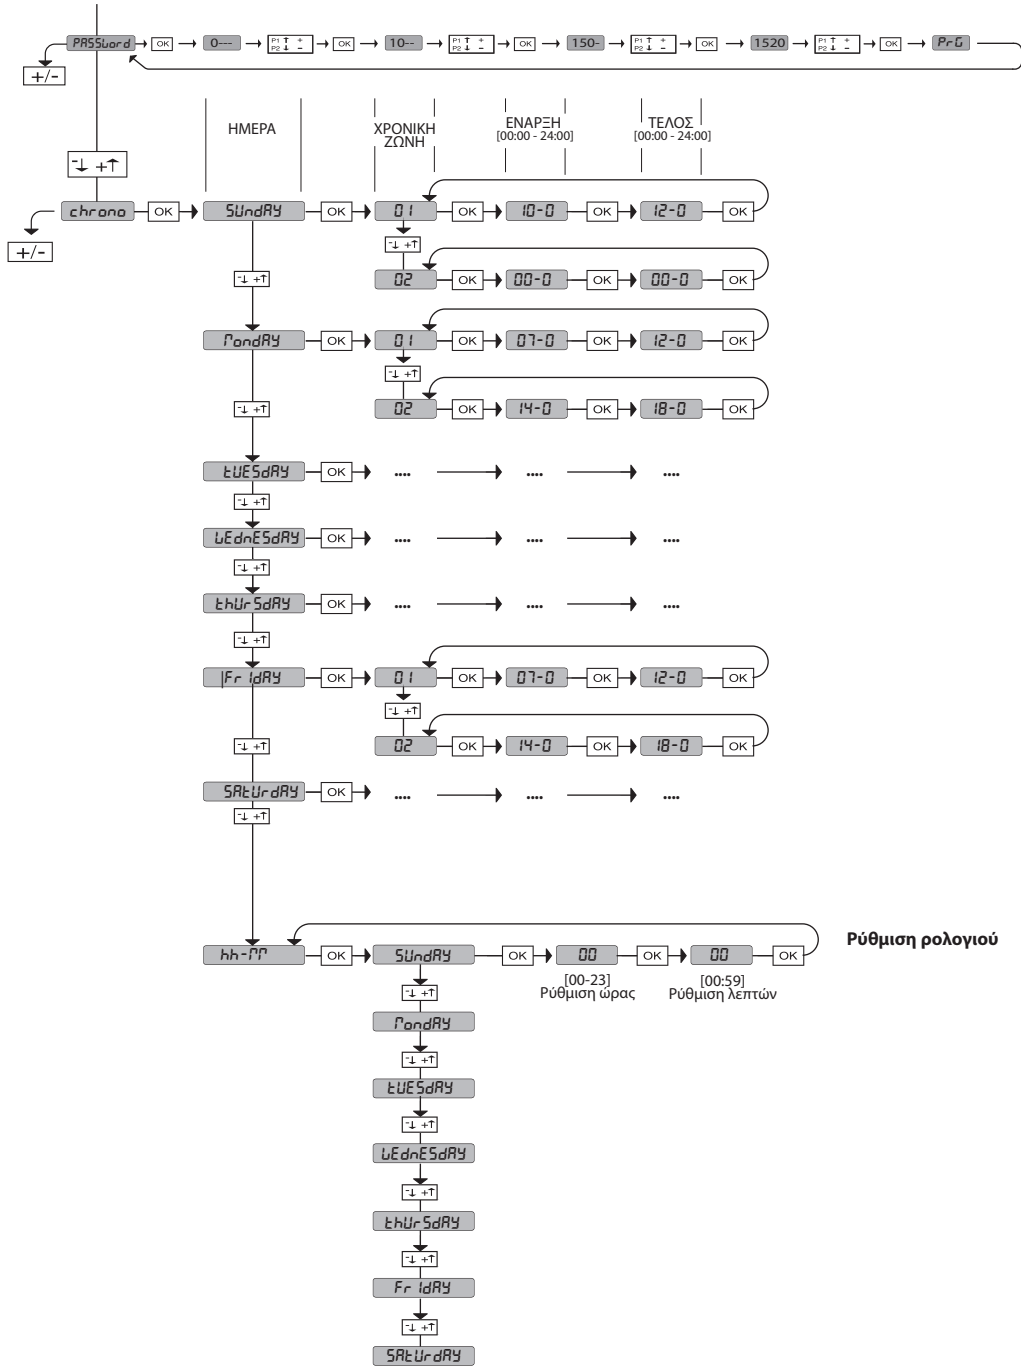 PASSword OK 0--- P1 ↑ + P2 ↓ - OK 10-- P1 ↑ + P2 ↓ - OK 150- P1 ↑ + P2 ↓ - OK 1520 P1 ↑ + P2 ↓ - OK PrG
+/-
ΗΜΕΡΑ ΧΡΟΝΙΚΗ ΖΩΝΗ ΕΝΑΡΞΗ [00:00 - 24:00] ΤΕΛΟΣ [00:00 - 24:00]
-↓ +↑
chrono OK SUndAY OK 01 OK 10-0 OK 12-0 OK
+/-
-↓ +↑
-↓ +↑ 02 OK 00-0 OK 00-0 OK
MondAY OK 01 OK 07-0 OK 12-0 OK
-↓ +↑
-↓ +↑ 02 OK 14-0 OK 18-0 OK
tUESdAY OK .... .... ....
-↓ +↑
WEdnESdAY OK .... .... ....
-↓ +↑
thUrSdAY OK .... .... ....
-↓ +↑
FrIdAY OK 01 OK 07-0 OK 12-0 OK
-↓ +↑
-↓ +↑ 02 OK 14-0 OK 18-0 OK
SAtUrdAY OK .... .... ....
-↓ +↑
Ρύθμιση ρολογιού
hh-MM OK SUndAY OK 00 OK 00 OK
[00-23] [00:59]
Ρύθμιση ώρας Ρύθμιση λεπτών
-↓ +↑
MondAY
-↓ +↑
tUESdAY
-↓ +↑
WEdnESdAY
-↓ +↑
thUrSdAY
-↓ +↑
FrIdAY
-↓ +↑
SAtUrdAY